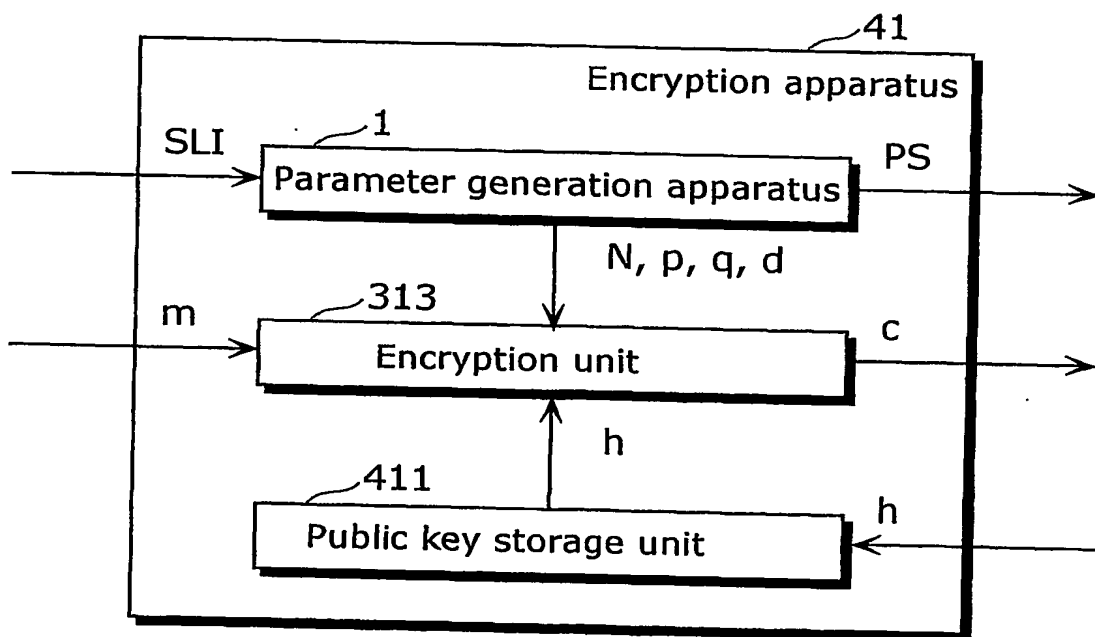 41
Encryption apparatus
SLI
1
PS
Parameter generation apparatus
N, p, q, d
m
313
c
Encryption unit
h
411
h
Public key storage unit